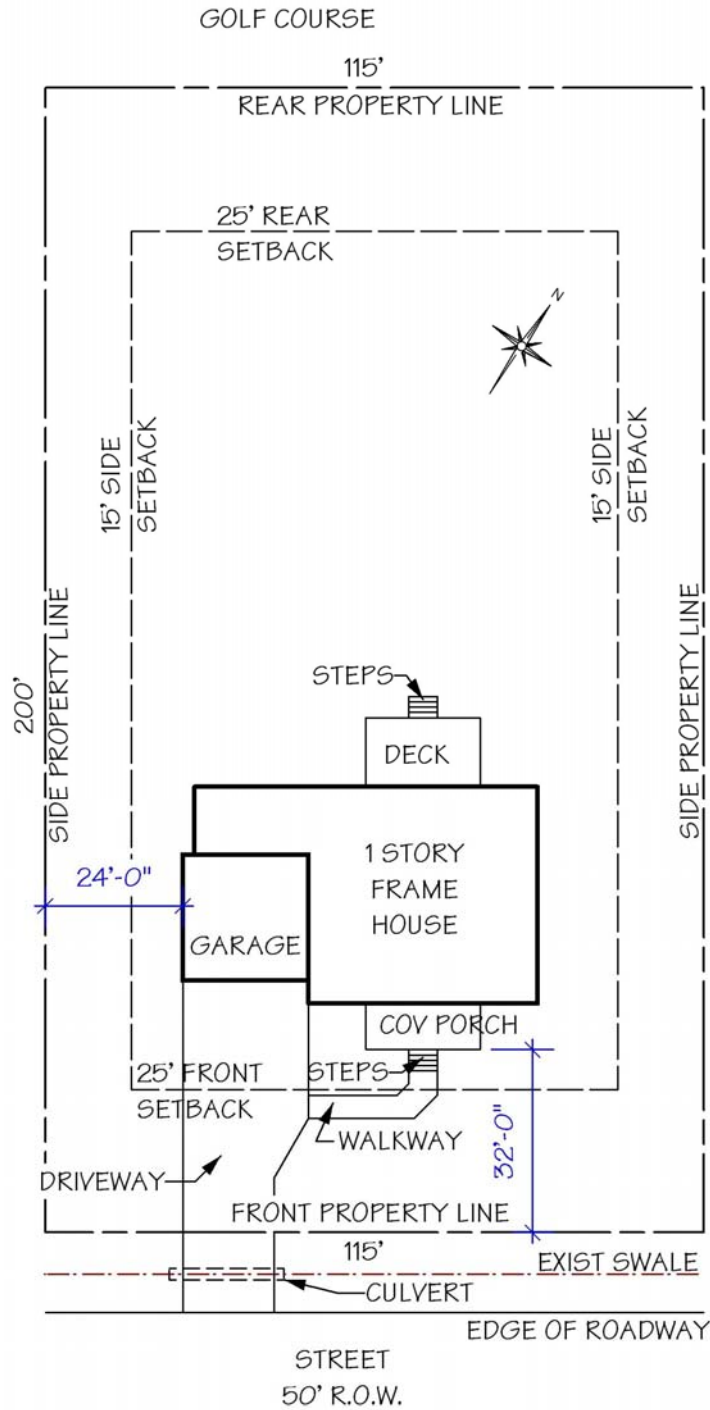 GOLF COURSE
115'
REAR PROPERTY LINE
25' REAR
SETBACK
N
15' SIDE
SETBACK
15' SIDE
SETBACK
200'
SIDE PROPERTY LINE
SIDE PROPERTY LINE
STEPS
DECK
1 STORY
FRAME
HOUSE
24'-0"
GARAGE
COV PORCH
25' FRONT
SETBACK
STEPS
WALKWAY
32'-0"
DRIVEWAY
FRONT PROPERTY LINE
115'
EXIST SWALE
CULVERT
EDGE OF ROADWAY
STREET
50' R.O.W.